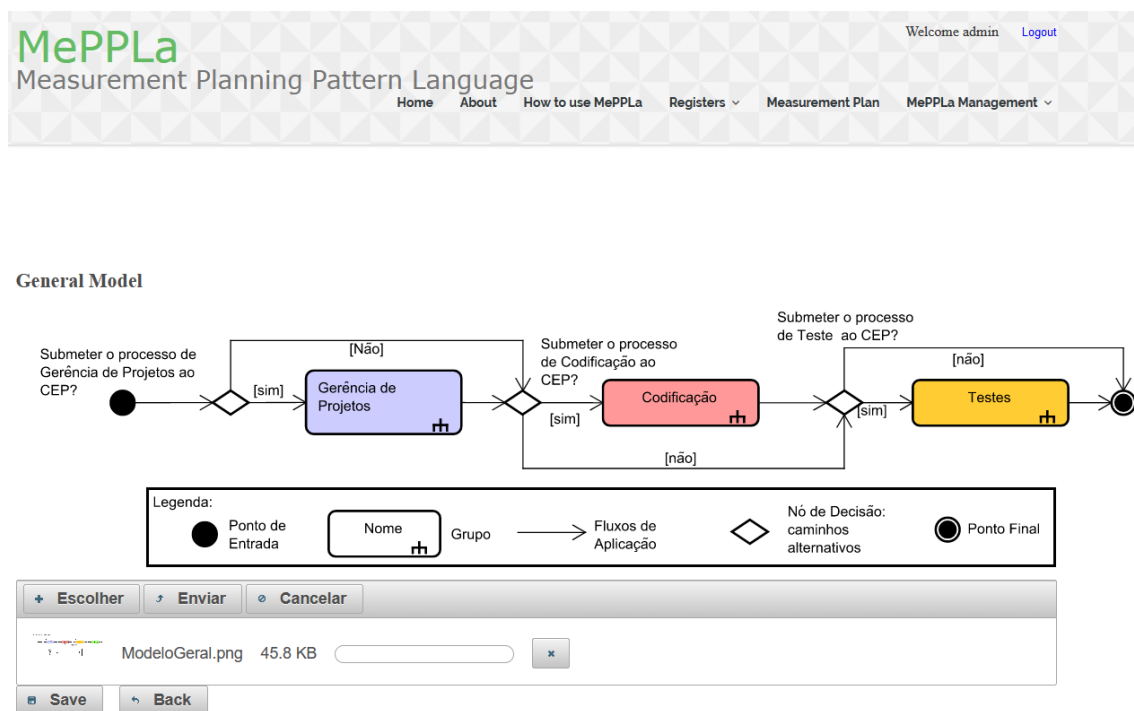 MePPLa
Measurement Planning Pattern Language
Welcome admin Logout
Home About How to use MePPLa Registers Measurement Plan MePPLa Management
General Model
Submeter o processo de
Gerência de Projetos ao
CEP?
[Não]
[sim]
Gerência de
Projetos
Submeter o processo
de Codificação ao
CEP?
[sim]
Codificação
[não]
Submeter o processo
de Teste ao CEP?
[não]
[sim]
Testes
Legenda:
Ponto de
Entrada
Nome
Grupo
Fluxos de
Aplicação
Nó de Decisão:
caminhos
alternativos
Ponto Final
Escolher Enviar Cancelar
ModeloGeral.png 45.8 KB
Save Back